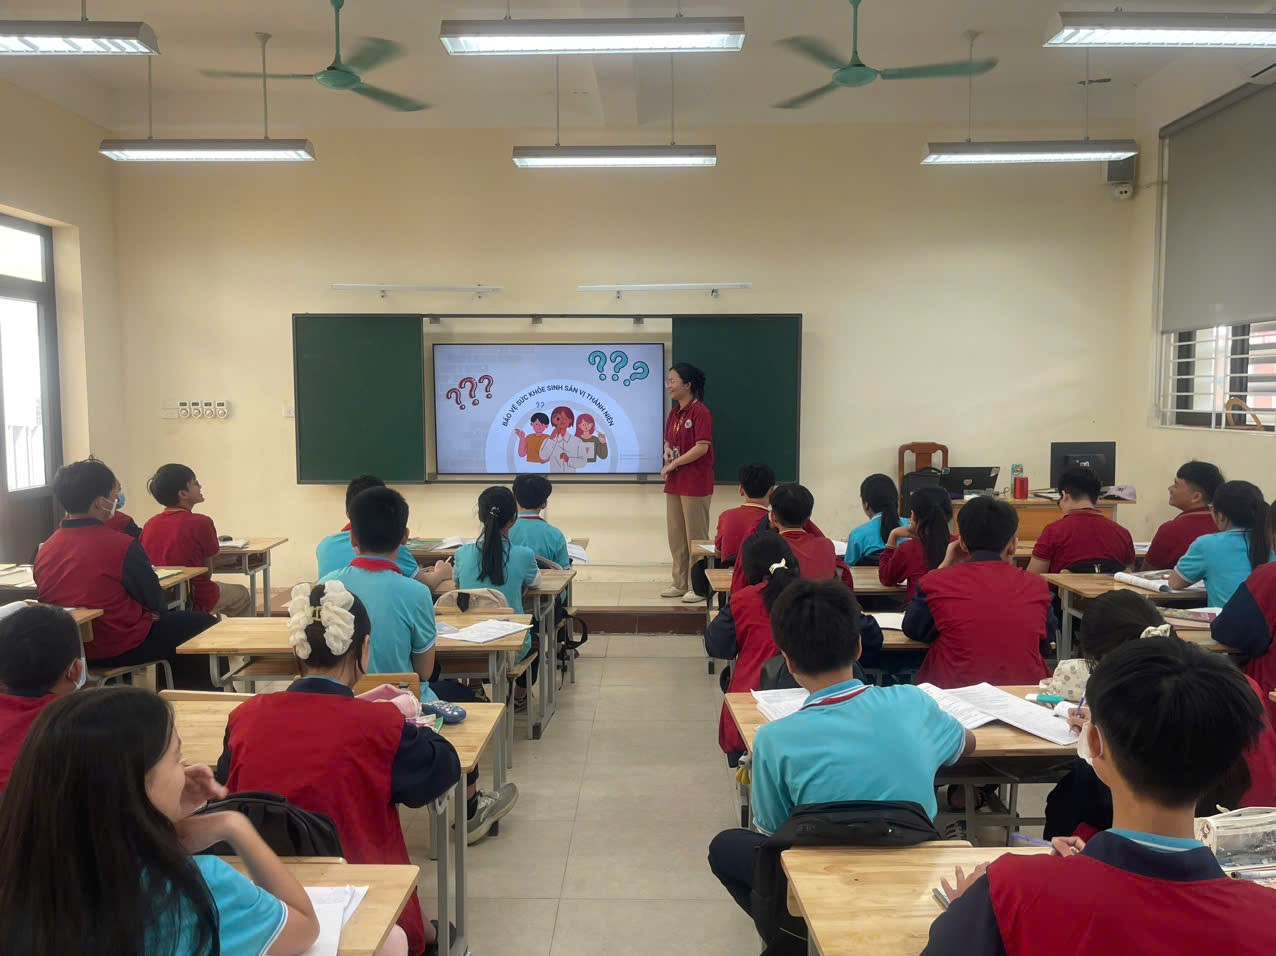 ???
???
BẢO VỆ SỨC KHỎE SINH SẢN VỊ THÀNH NIÊN
??